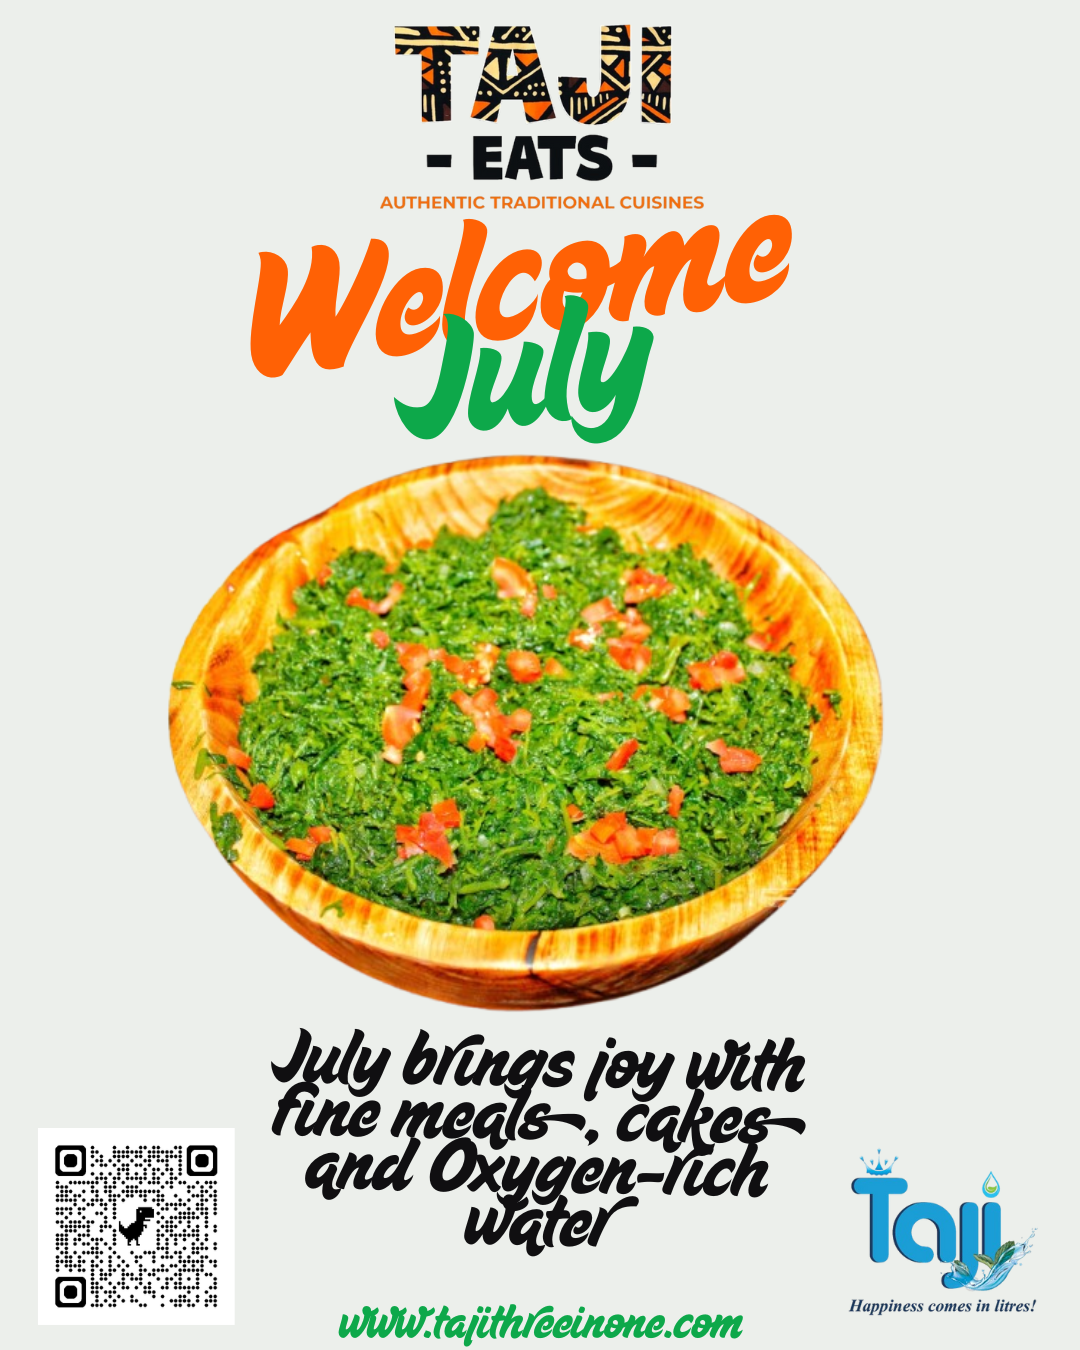 TAJI
- EATS -
AUTHENTIC TRADITIONAL CUISINES
Welcome
July
July brings joy with
fine meals, cakes
and Oxygen-rich
water
Taji
Happiness comes in litres!
www.tajithreeinone.com